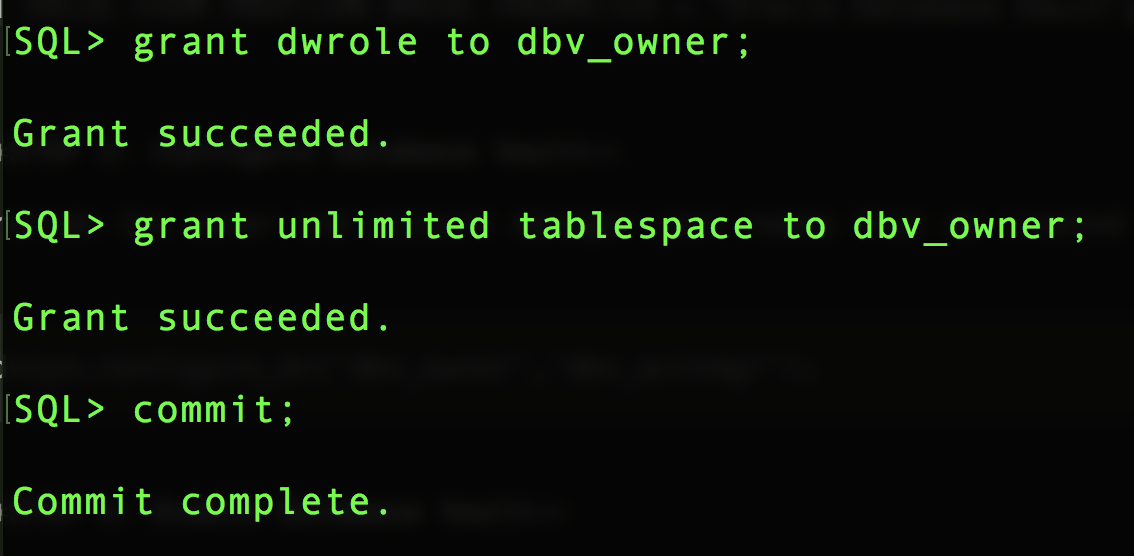 SQL> grant dwrole to dbv_owner;
Grant succeeded.
SQL> grant unlimited tablespace to dbv_owner;
Grant succeeded.
SQL> commit;
Commit complete.